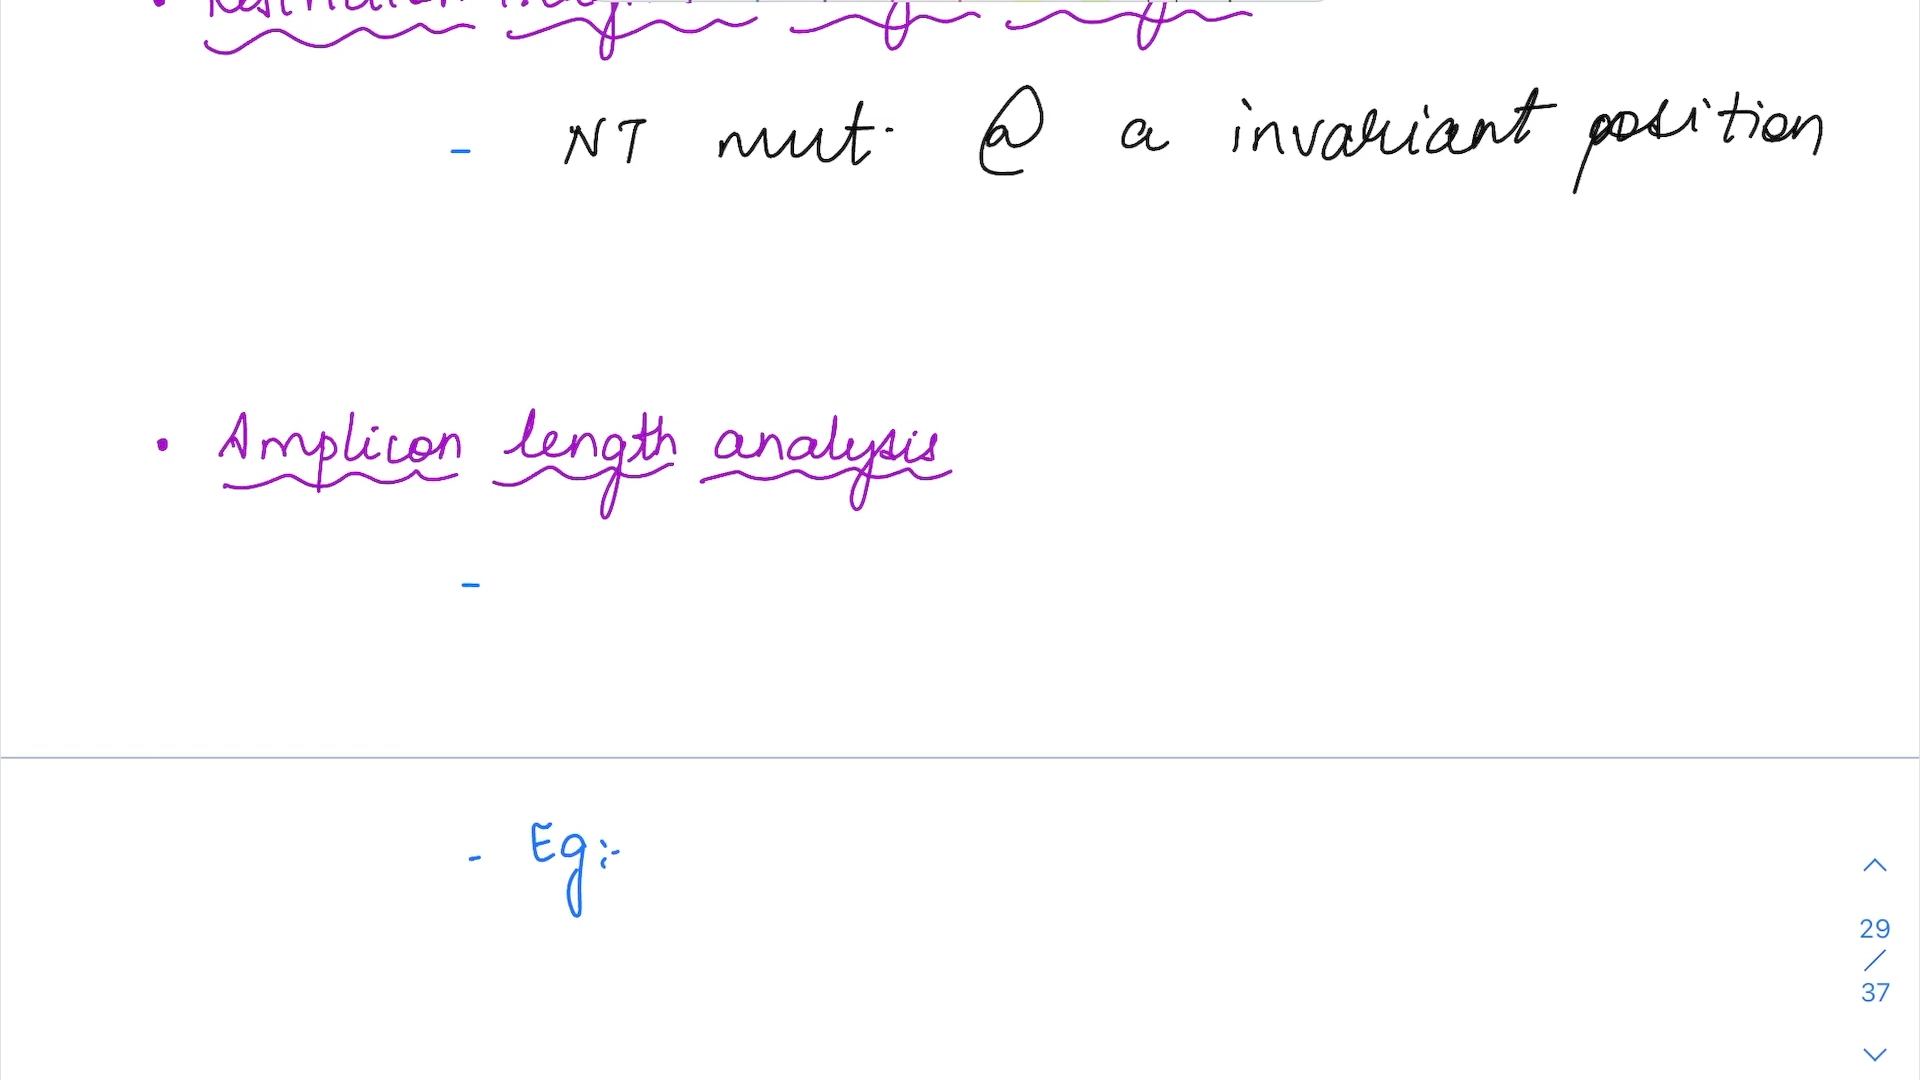 - NT mut. @ a invariant position
• Amplicon length analysis
-
- Eg:-
29
/
37